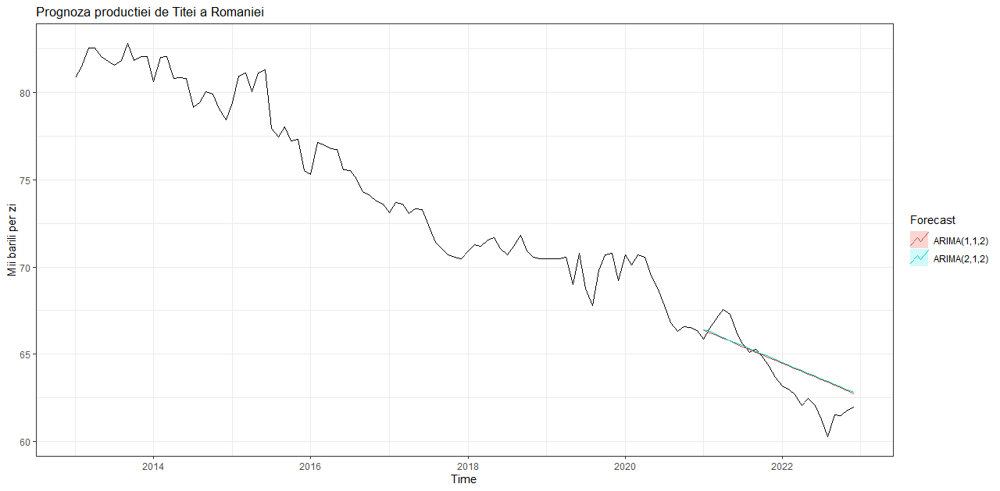 Prognoza productiei de Titei a Romaniei
Mii barili per zi
80
75
70
65
60
2014
2016
2018
2020
2022
Time
Forecast
ARIMA(1,1,2)
ARIMA(2,1,2)